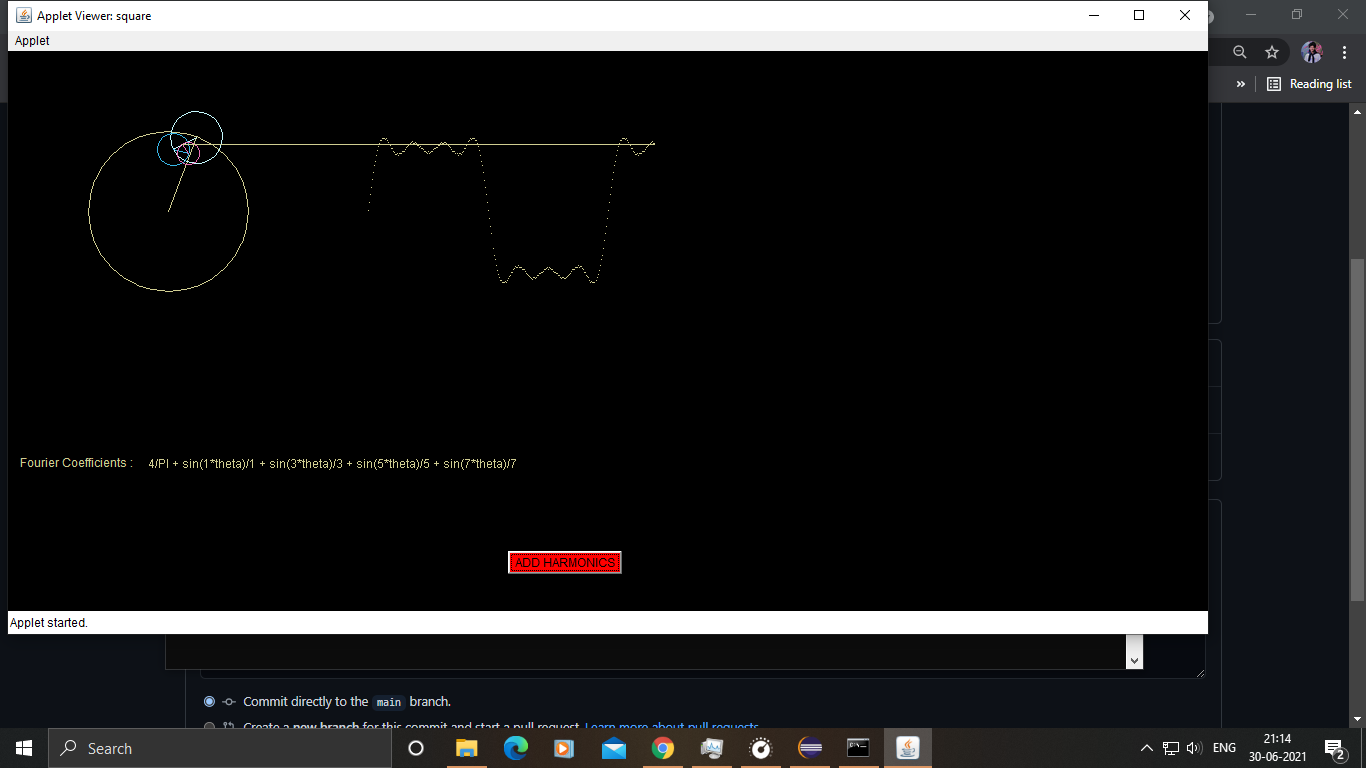 Applet Viewer: square
Applet
Reading list
Fourier Coefficients : 4/PI + sin(1*theta)/1 + sin(3*theta)/3 + sin(5*theta)/5 + sin(7*theta)/7
ADD HARMONICS
Applet started.
Commit directly to the main branch.
Create a new branch for this commit and start a pull request. Learn more about pull requests.
Search
ENG
21:14
30-06-2021
2